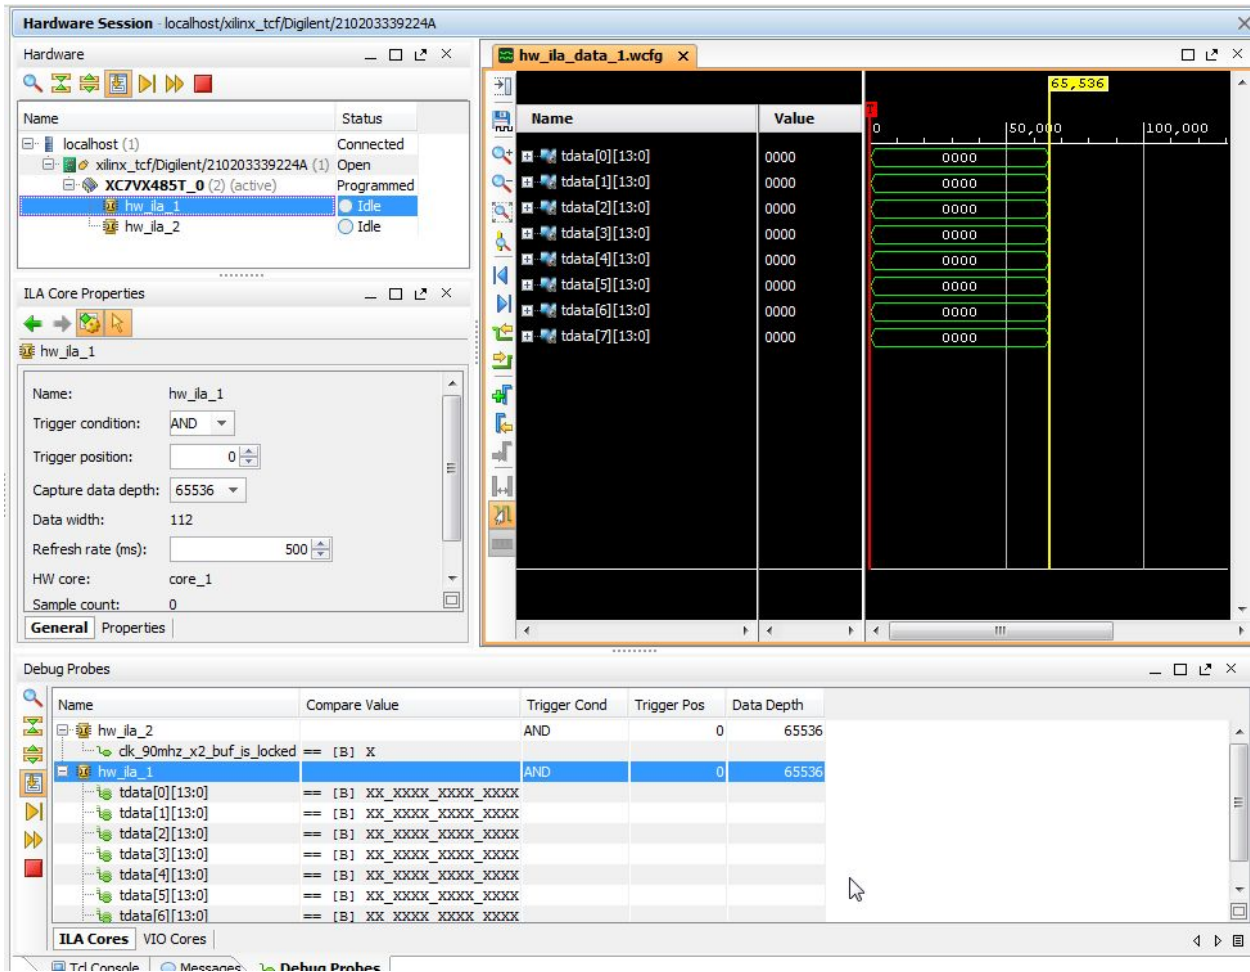 Hardware Session - localhost/xilinx_tcf/Digilent/210203339224A
Hardware
Name Status
localhost (1) Connected
xilinx_tcf/Digilent/210203339224A (1) Open
XC7VX485T_0 (2) (active) Programmed
hw_ila_1 Idle
hw_ila_2 Idle
ILA Core Properties
hw_ila_1
Name: hw_ila_1
Trigger condition: AND
Trigger position: 0
Capture data depth: 65536
Data width: 112
Refresh rate (ms): 500
HW core: core_1
Sample count: 0
General Properties
hw_ila_data_1.wcfg
65,536
T
Name Value
0 50,000 100,000
tdata[0][13:0] 0000 0000
tdata[1][13:0] 0000 0000
tdata[2][13:0] 0000 0000
tdata[3][13:0] 0000 0000
tdata[4][13:0] 0000 0000
tdata[5][13:0] 0000 0000
tdata[6][13:0] 0000 0000
tdata[7][13:0] 0000 0000
Debug Probes
Name Compare Value Trigger Cond Trigger Pos Data Depth
hw_ila_2 AND 0 65536
clk_90mhz_x2_buf_is_locked == [B] X
hw_ila_1 AND 0 65536
tdata[0][13:0] == [B] XX_XXXX_XXXX_XXXX
tdata[1][13:0] == [B] XX_XXXX_XXXX_XXXX
tdata[2][13:0] == [B] XX_XXXX_XXXX_XXXX
tdata[3][13:0] == [B] XX_XXXX_XXXX_XXXX
tdata[4][13:0] == [B] XX_XXXX_XXXX_XXXX
tdata[5][13:0] == [B] XX_XXXX_XXXX_XXXX
tdata[6][13:0] == [B] XX_XXXX_XXXX_XXXX
ILA Cores VIO Cores
Tcl Console Messages Debug Probes